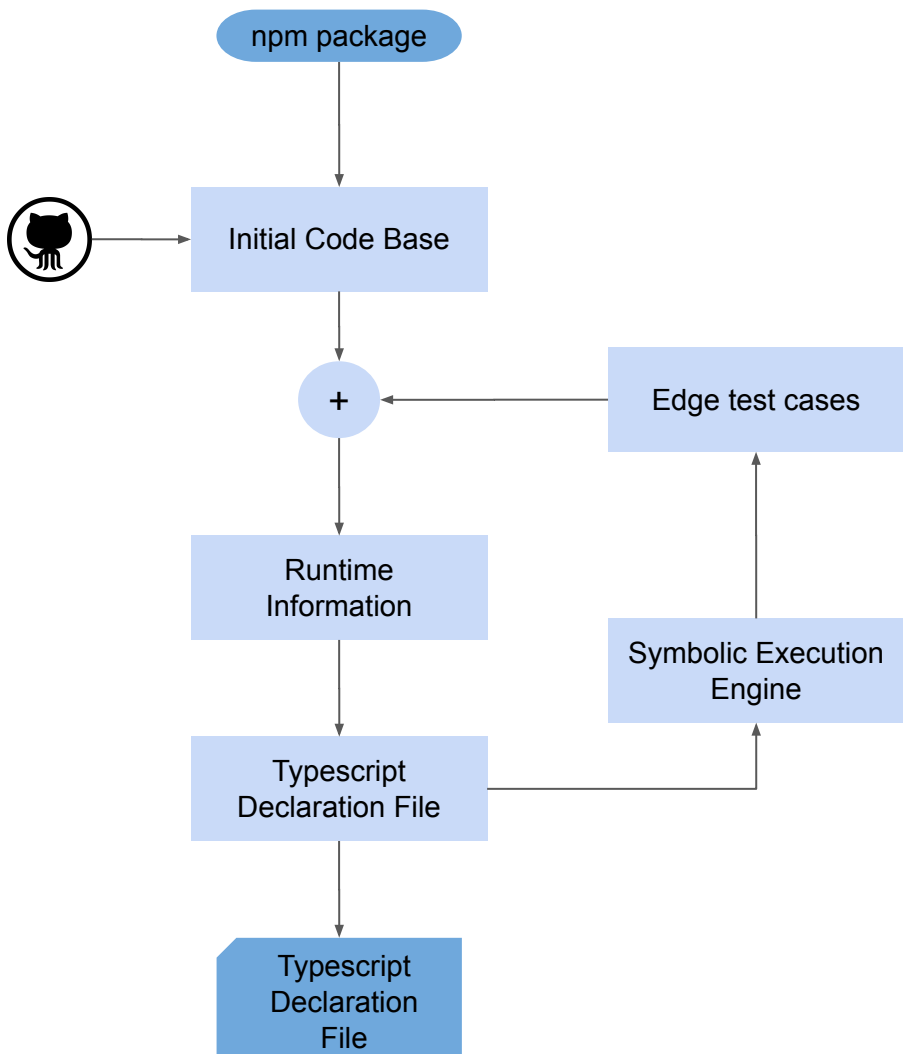 npm package
Initial Code Base
+
Edge test cases
Runtime
Information
Symbolic Execution
Engine
Typescript
Declaration File
Typescript
Declaration
File